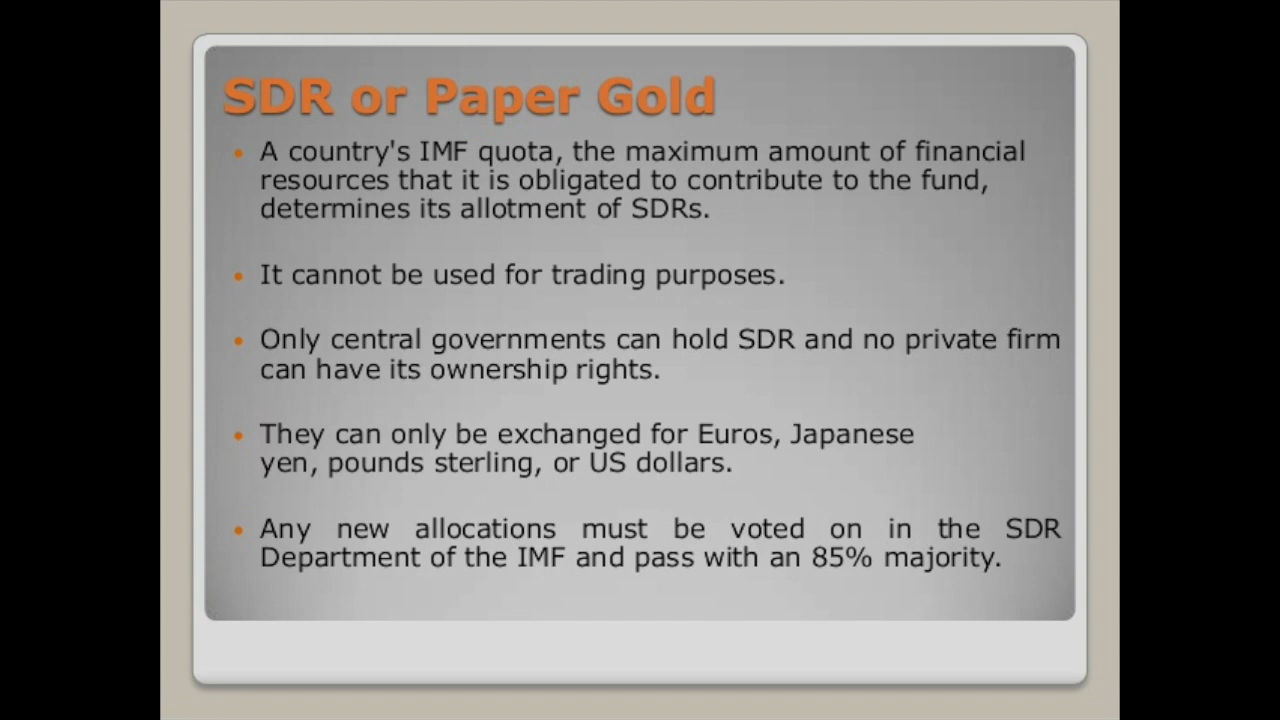 SDR or Paper Gold
• A country's IMF quota, the maximum amount of financial
resources that it is obligated to contribute to the fund,
determines its allotment of SDRs.
• It cannot be used for trading purposes.
• Only central governments can hold SDR and no private firm
can have its ownership rights.
• They can only be exchanged for Euros, Japanese
yen, pounds sterling, or US dollars.
• Any new allocations must be voted on in the SDR
Department of the IMF and pass with an 85% majority.